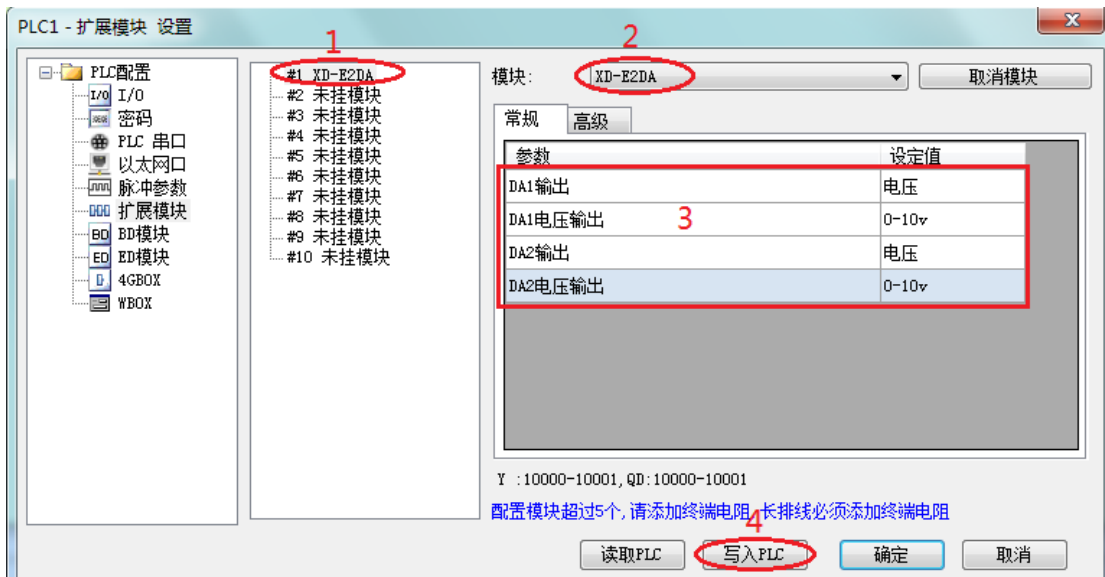 PLC1 - 扩展模块 设置
1
2
PLC配置
I/O I/O
密码
PLC 串口
以太网口
脉冲参数
扩展模块
BD BD模块
ED ED模块
4GBOX
WBOX
#1 XD-E2DA
#2 未挂模块
#3 未挂模块
#4 未挂模块
#5 未挂模块
#6 未挂模块
#7 未挂模块
#8 未挂模块
#9 未挂模块
#10 未挂模块
模块: XD-E2DA 取消模块
常规 高级
参数 设定值
DA1输出 电压
DA1电压输出 3 0-10v
DA2输出 电压
DA2电压输出 0-10v
Y :10000-10001,QD:10000-10001
配置模块超过5个,请添加终端电阻,长排线必须添加终端电阻
4
读取PLC 写入PLC 确定 取消